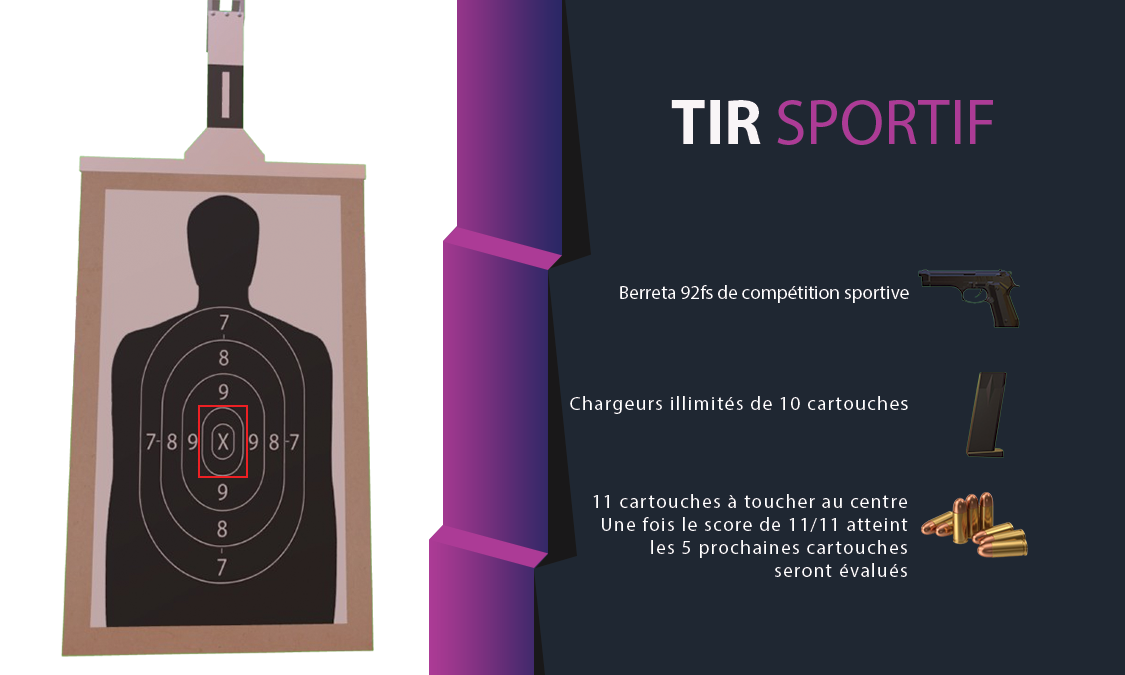 TIR SPORTIF
Berreta 92fs de compétition sportive
Chargeurs illimités de 10 cartouches
11 cartouches à toucher au centre
Une fois le score de 11/11 atteint
les 5 prochaines cartouches
seront évalués
7
8
9
7-8 9 X 9 8-7
9
8
7